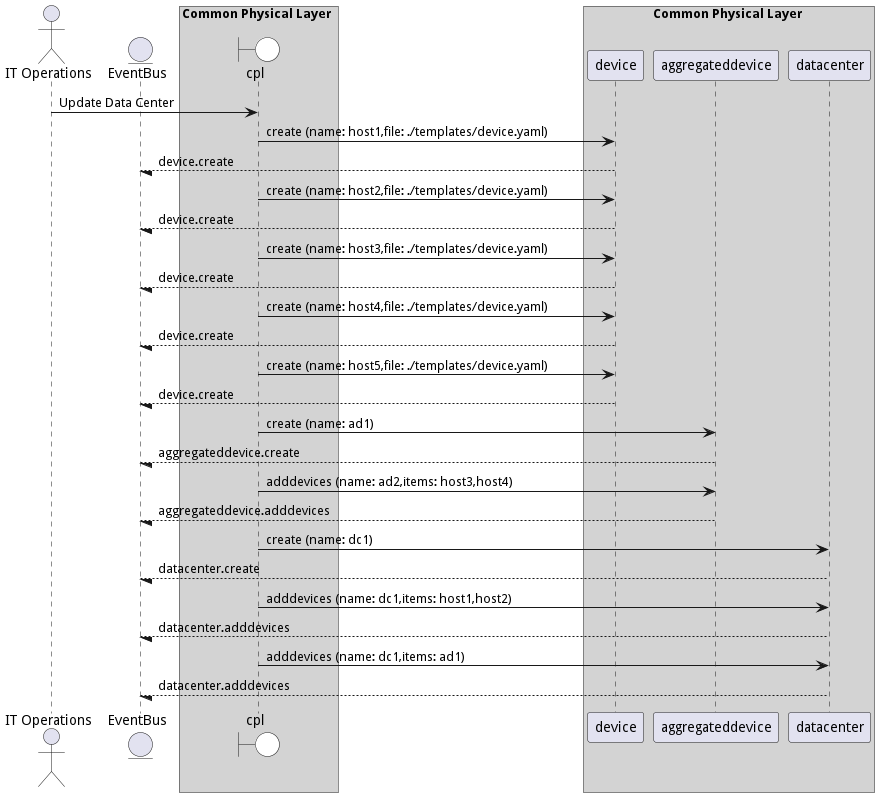 Common Physical Layer
Common Physical Layer
IT Operations
EventBus
cpl
device
aggregateddevice
datacenter
Update Data Center
create (name: host1,file: ./templates/device.yaml)
device.create
create (name: host2,file: ./templates/device.yaml)
device.create
create (name: host3,file: ./templates/device.yaml)
device.create
create (name: host4,file: ./templates/device.yaml)
device.create
create (name: host5,file: ./templates/device.yaml)
device.create
create (name: ad1)
aggregateddevice.create
adddevices (name: ad2,items: host3,host4)
aggregateddevice.adddevices
create (name: dc1)
datacenter.create
adddevices (name: dc1,items: host1,host2)
datacenter.adddevices
adddevices (name: dc1,items: ad1)
datacenter.adddevices
IT Operations
EventBus
cpl
device
aggregateddevice
datacenter